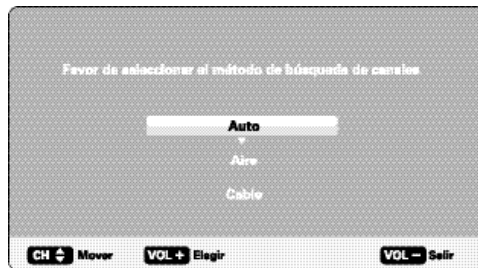 Favor de seleccionar el método de búsqueda de canales
Auto
Aire
Cable
CH Mover VOL + Elegir VOL − Salir